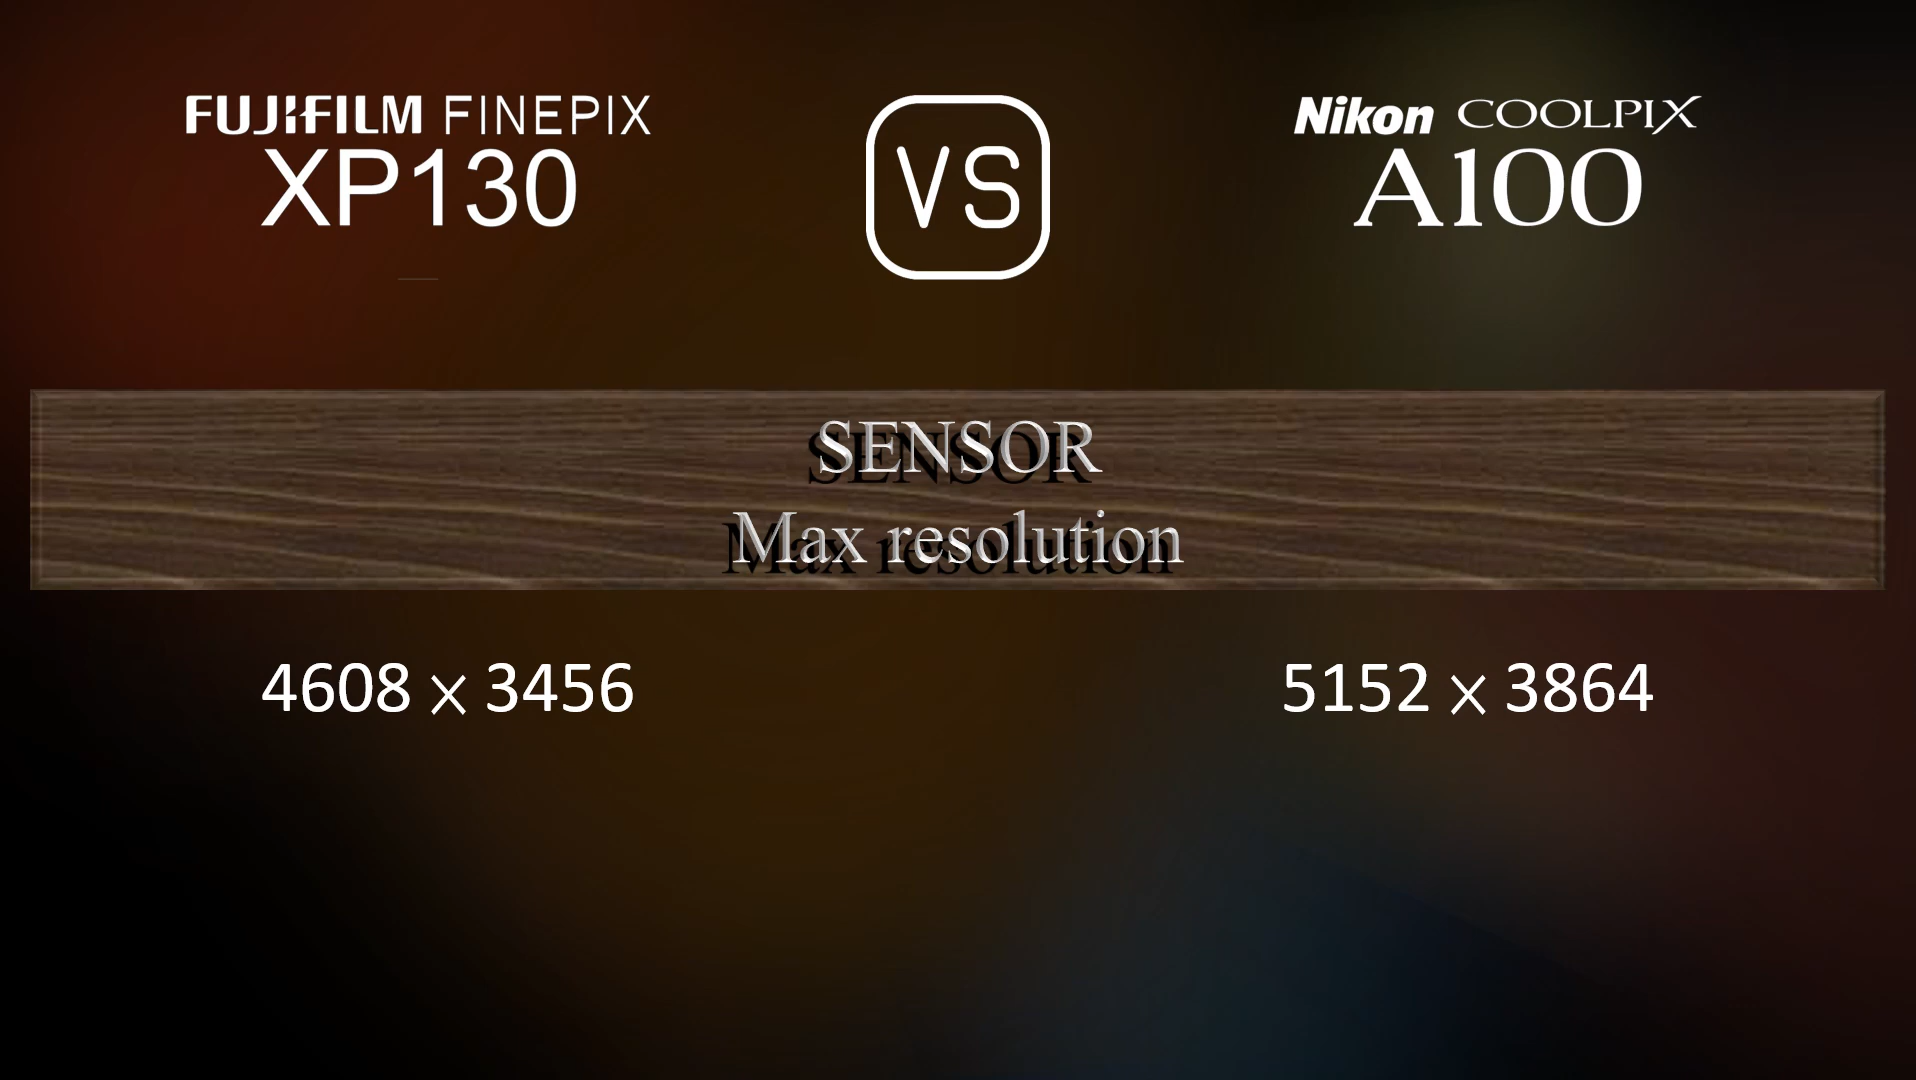 FUJIFILM FINEPIX
XP130
VS
Nikon COOLPIX
A100
SENSOR
Max resolution
4608 x 3456
5152 x 3864